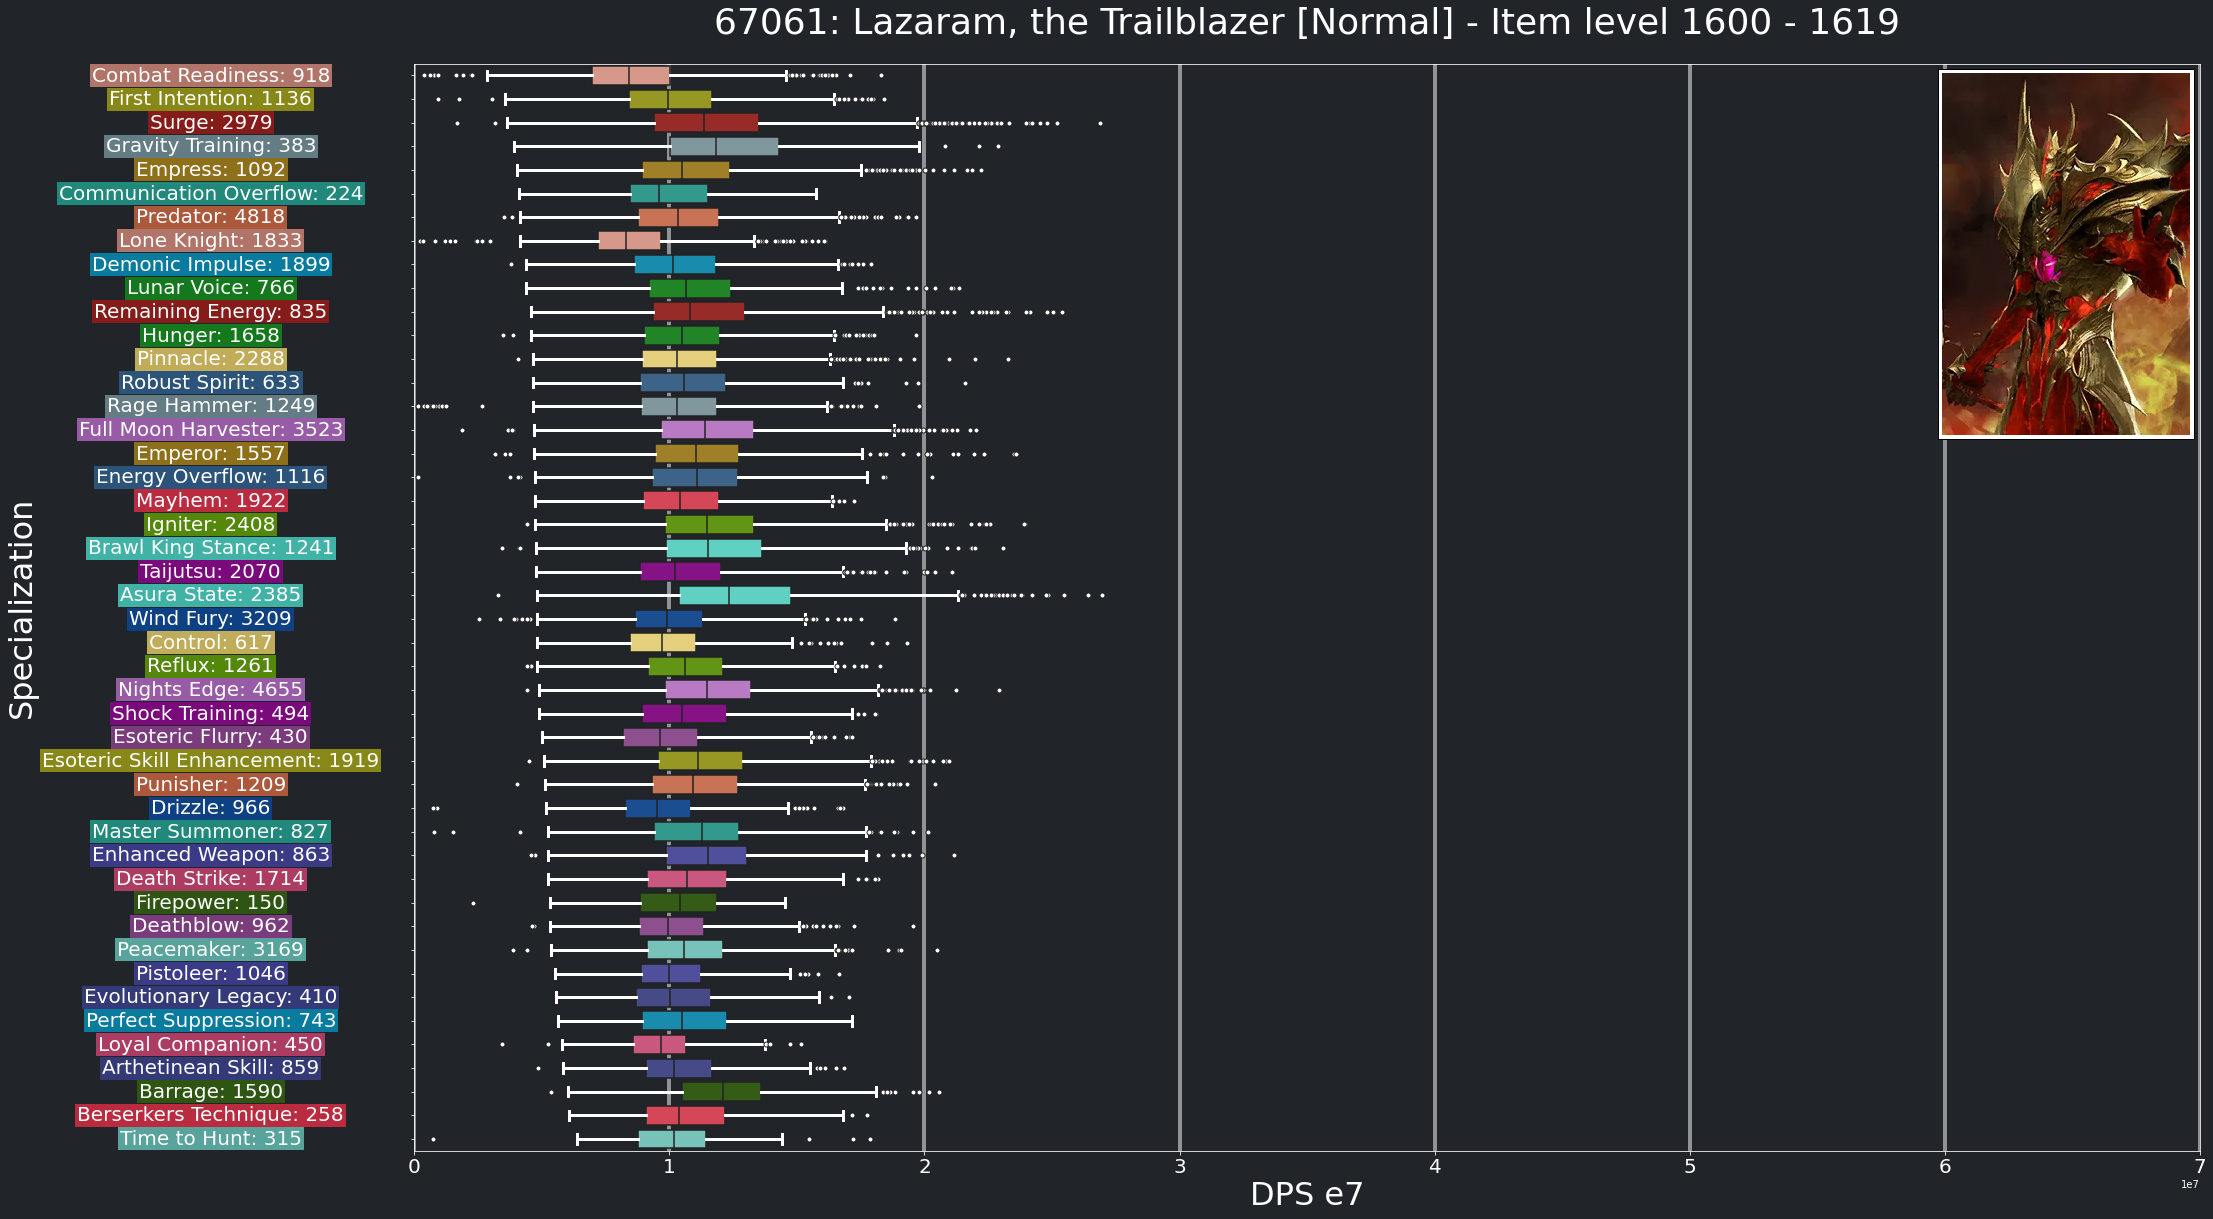 67061: Lazaram, the Trailblazer [Normal] - Item level 1600 - 1619
Combat Readiness: 918
First Intention: 1136
Surge: 2979
Gravity Training: 383
Empress: 1092
Communication Overflow: 224
Predator: 4818
Lone Knight: 1833
Demonic Impulse: 1899
Lunar Voice: 766
Remaining Energy: 835
Hunger: 1658
Pinnacle: 2288
Robust Spirit: 633
Rage Hammer: 1249
Full Moon Harvester: 3523
Emperor: 1557
Energy Overflow: 1116
Mayhem: 1922
Igniter: 2408
Brawl King Stance: 1241
Taijutsu: 2070
Asura State: 2385
Wind Fury: 3209
Control: 617
Reflux: 1261
Nights Edge: 4655
Shock Training: 494
Esoteric Flurry: 430
Esoteric Skill Enhancement: 1919
Punisher: 1209
Drizzle: 966
Master Summoner: 827
Enhanced Weapon: 863
Death Strike: 1714
Firepower: 150
Deathblow: 962
Peacemaker: 3169
Pistoleer: 1046
Evolutionary Legacy: 410
Perfect Suppression: 743
Loyal Companion: 450
Arthetinean Skill: 859
Barrage: 1590
Berserkers Technique: 258
Time to Hunt: 315
Specialization
0 1 2 3 4 5 6 7
1e7
DPS e7